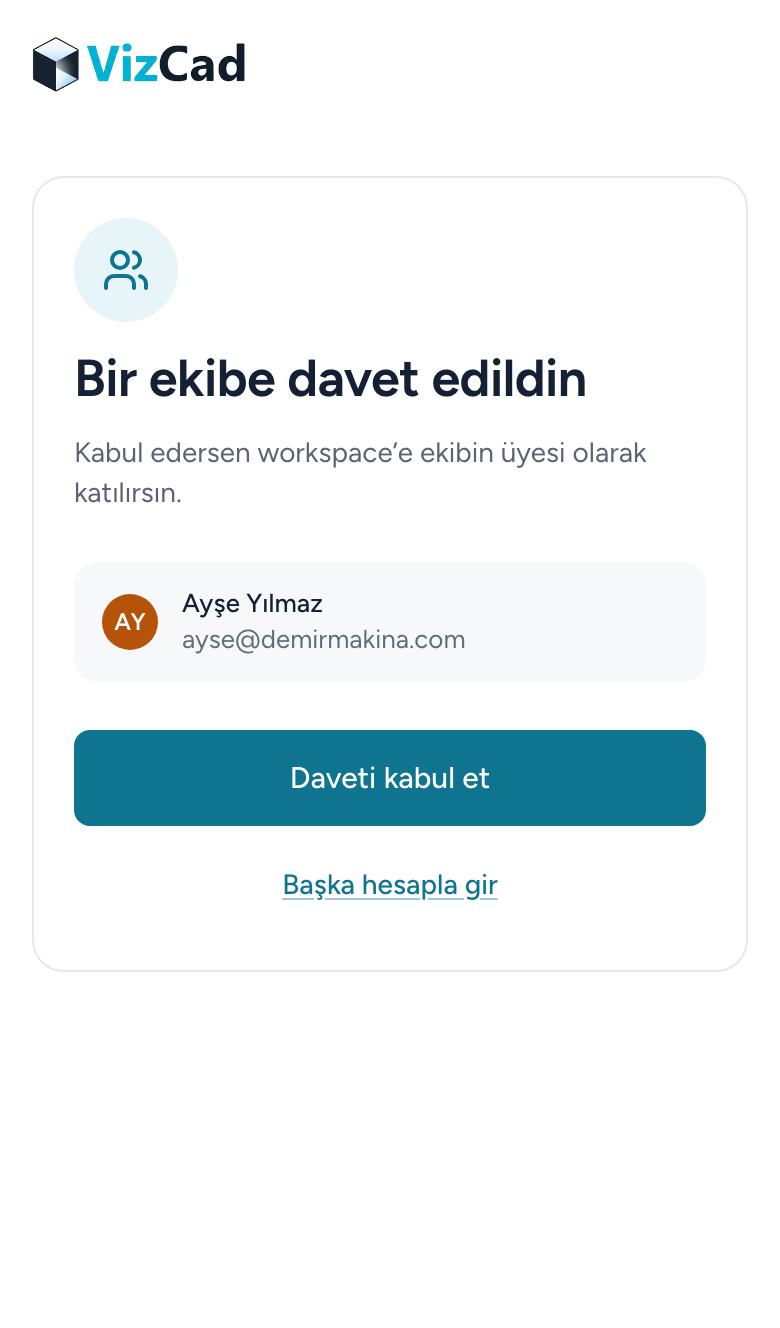 VizCad
Bir ekibe davet edildin
Kabul edersen workspace’e ekibin üyesi olarak
katılırsın.
AY
Ayşe Yılmaz
ayse@demirmakina.com
Daveti kabul et
Başka hesapla gir